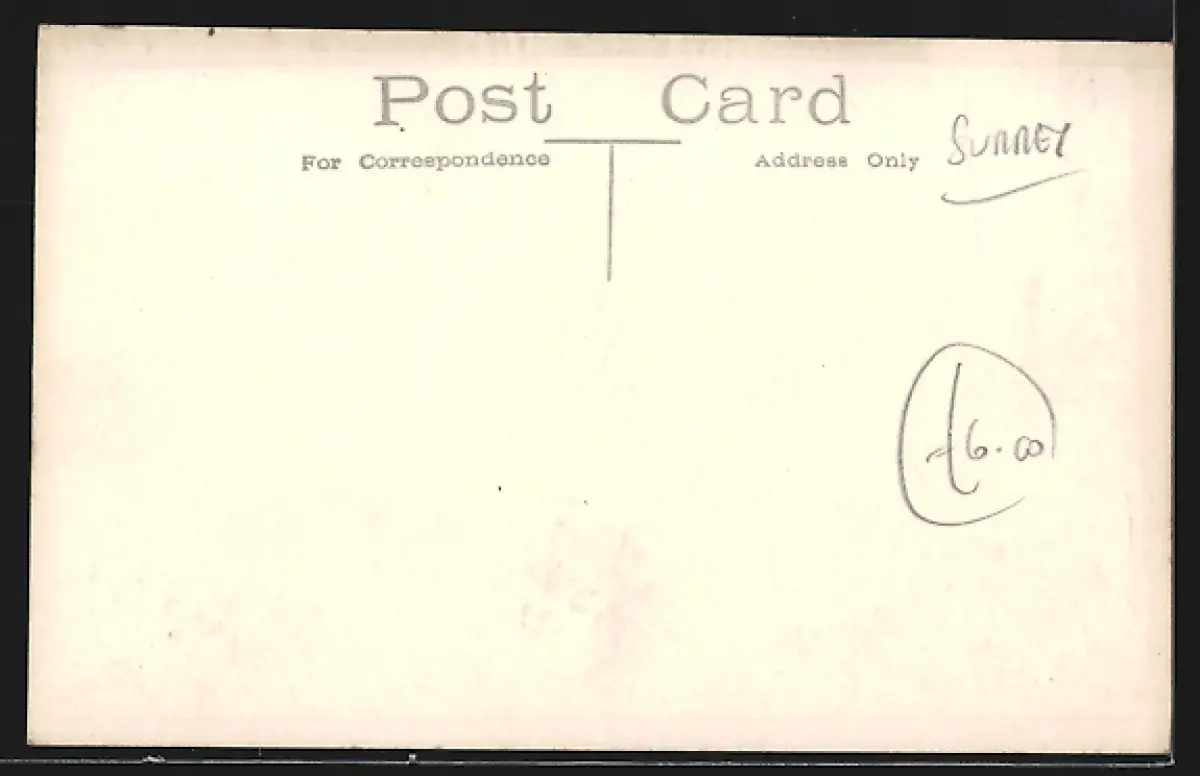 Post Card
For Correspondence
Address Only
SURREY
£6.00